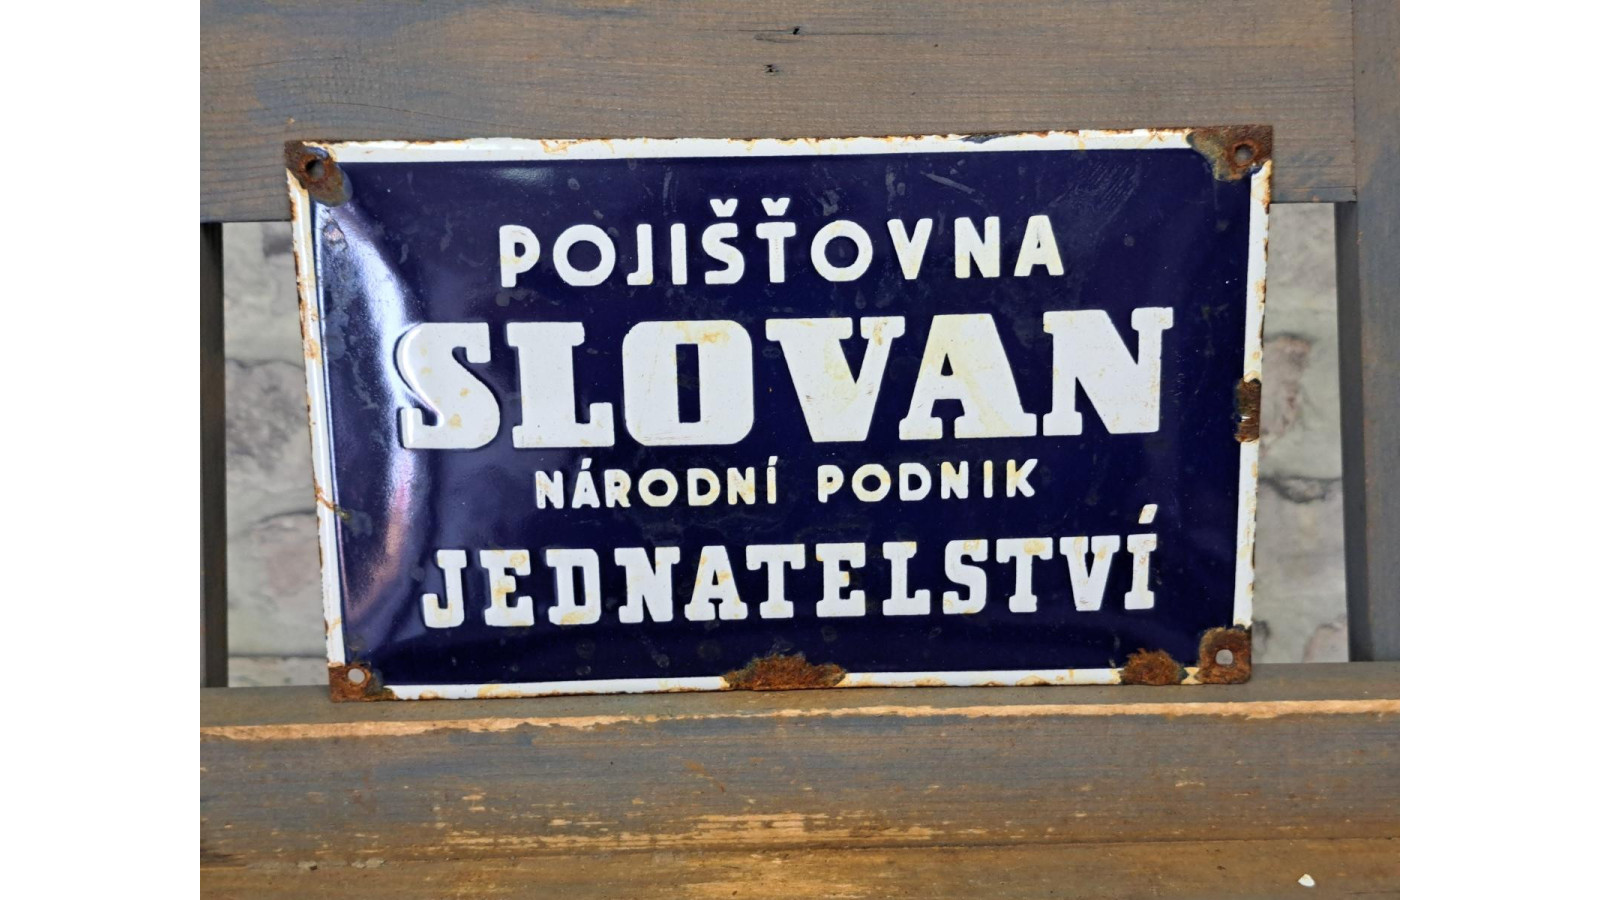 POJIŠŤOVNA
SLOVAN
NÁRODNÍ PODNIK
JEDNATELSTVÍ